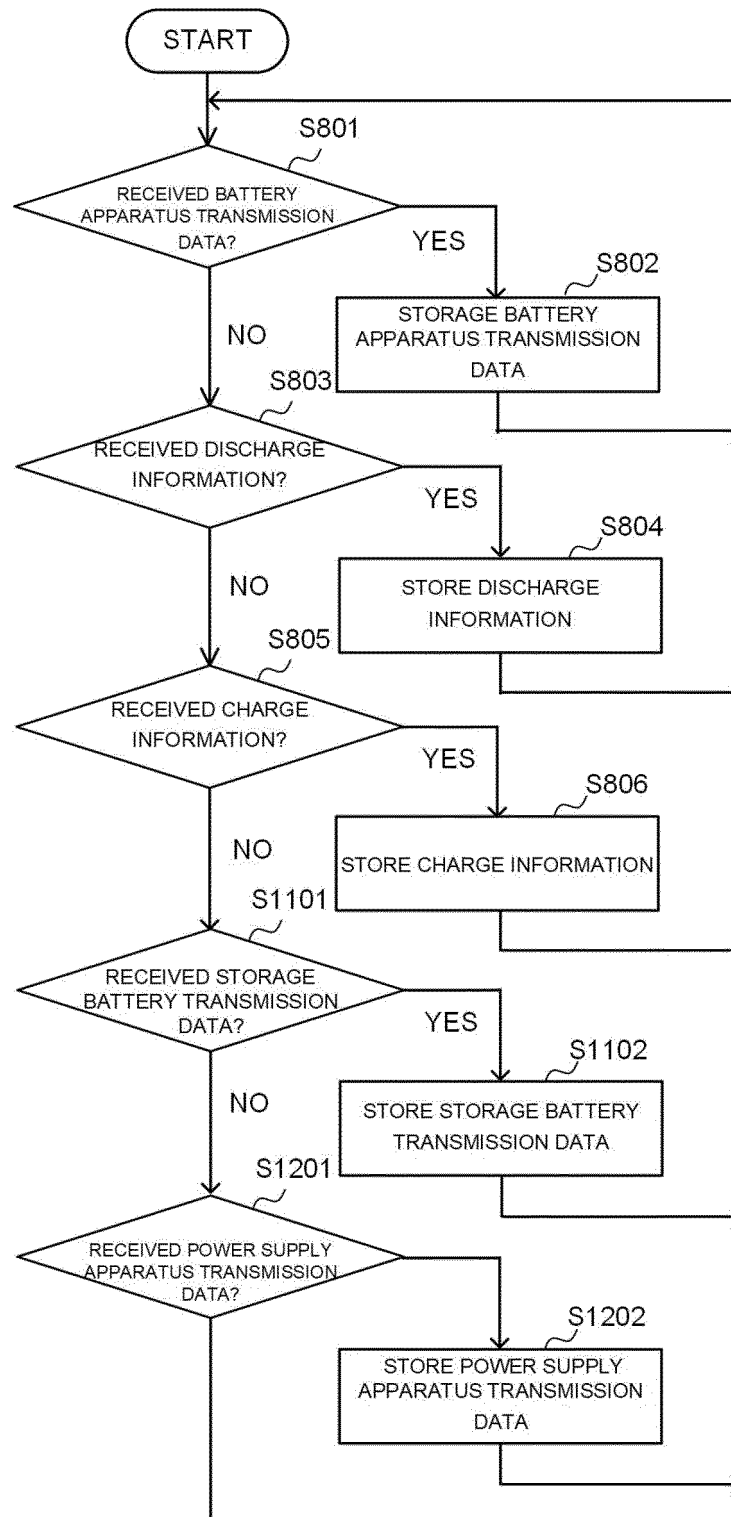 START
S801
RECEIVED BATTERY
APPARATUS TRANSMISSION
DATA?
YES
S802
STORAGE BATTERY
APPARATUS TRANSMISSION
DATA
NO
S803
RECEIVED DISCHARGE
INFORMATION?
YES
S804
STORE DISCHARGE
INFORMATION
NO
S805
RECEIVED CHARGE
INFORMATION?
YES
S806
STORE CHARGE INFORMATION
NO
S1101
RECEIVED STORAGE
BATTERY TRANSMISSION
DATA?
YES
S1102
STORE STORAGE BATTERY
TRANSMISSION DATA
NO
S1201
RECEIVED POWER SUPPLY
APPARATUS TRANSMISSION
DATA?
S1202
STORE POWER SUPPLY
APPARATUS TRANSMISSION
DATA